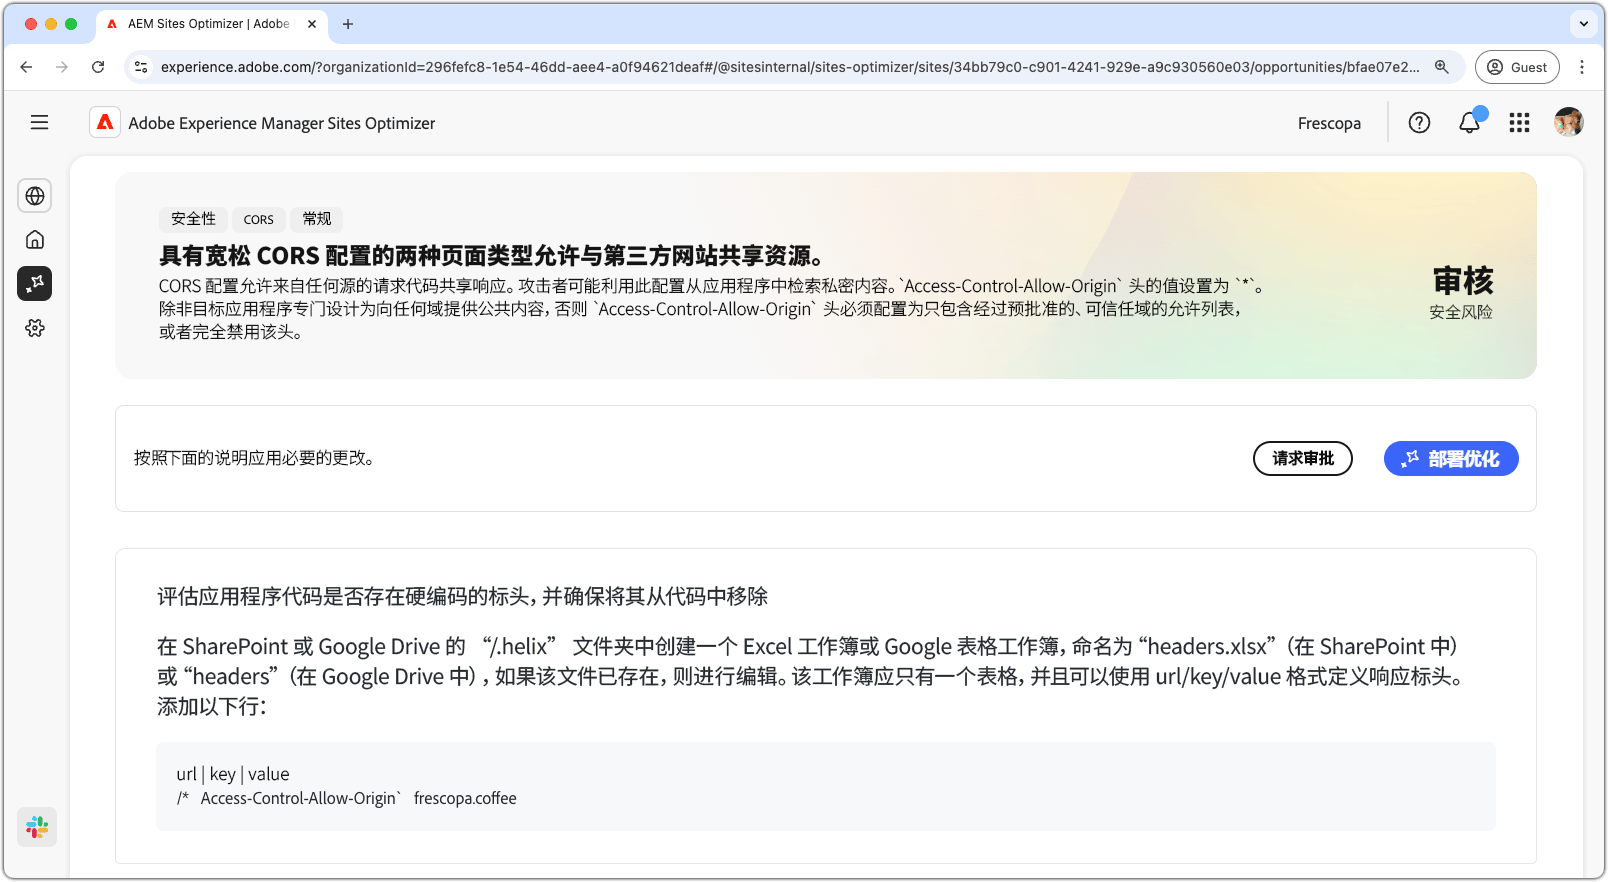 AEM Sites Optimizer | Adobe
experience.adobe.com/?organizationId=296fefc8-1e54-46dd-aee4-a0f94621deaf#/@sitesinternal/sites-optimizer/sites/34bb79c0-c901-4241-929e-a9c930560e03/opportunities/bfae07e2...
Guest
Adobe Experience Manager Sites Optimizer
Frescopa
安全性 CORS 常规
具有宽松 CORS 配置的两种页面类型允许与第三方网站共享资源。
CORS 配置允许来自任何源的请求代码共享响应。攻击者可能利用此配置从应用程序中检索私密内容。`Access-Control-Allow-Origin` 头的值设置为 `*`。
除非目标应用程序专门设计为向任何域提供公共内容，否则 `Access-Control-Allow-Origin` 头必须配置为只包含经过预批准的、可信任域的允许列表，
或者完全禁用该头。
审核
安全风险
按照下面的说明应用必要的更改。
请求审批
部署优化
评估应用程序代码是否存在硬编码的标头，并确保将其从代码中移除
在 SharePoint 或 Google Drive 的 “/.helix” 文件夹中创建一个 Excel 工作簿或 Google 表格工作簿，命名为 “headers.xlsx”（在 SharePoint 中）
或 “headers”（在 Google Drive 中），如果该文件已存在，则进行编辑。该工作簿应只有一个表格，并且可以使用 url/key/value 格式定义响应标头。
添加以下行：
url | key | value
/* Access-Control-Allow-Origin` frescopa.coffee